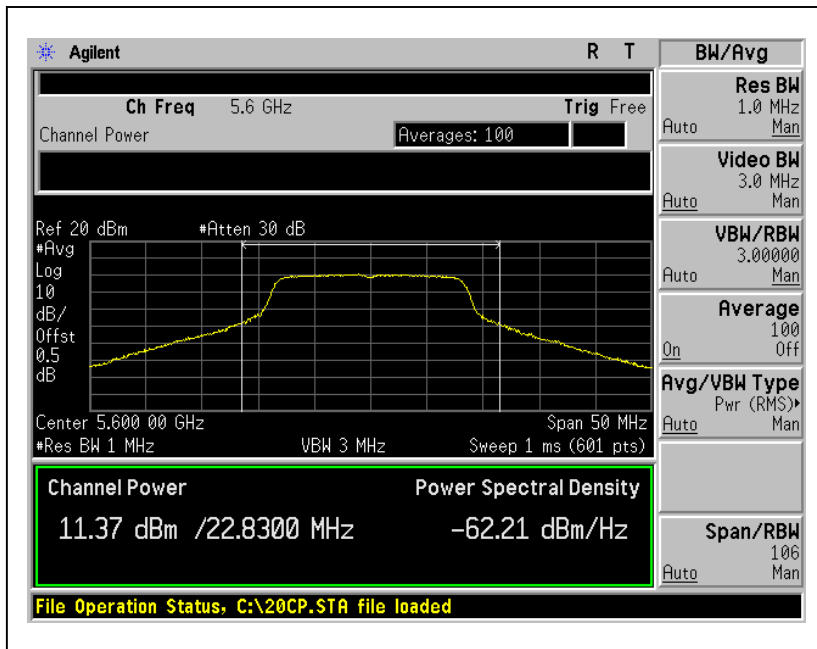 Agilent R T
BW/Avg
Ch Freq 5.6 GHz Trig Free
Channel Power Averages: 100
Ref 20 dBm #Atten 30 dB
#Avg
Log
10
dB/
Offst
0.5
dB
Center 5.600 00 GHz Span 50 MHz
#Res BW 1 MHz VBW 3 MHz Sweep 1 ms (601 pts)
Channel Power Power Spectral Density
11.37 dBm /22.8300 MHz -62.21 dBm/Hz
File Operation Status, C:\20CP.STA file loaded
Res BW
1.0 MHz
Auto Man
Video BW
3.0 MHz
Auto Man
VBW/RBW
3.00000
Auto Man
Average
100
On Off
Avg/VBW Type
Pwr (RMS)▸
Auto Man
Span/RBW
106
Auto Man